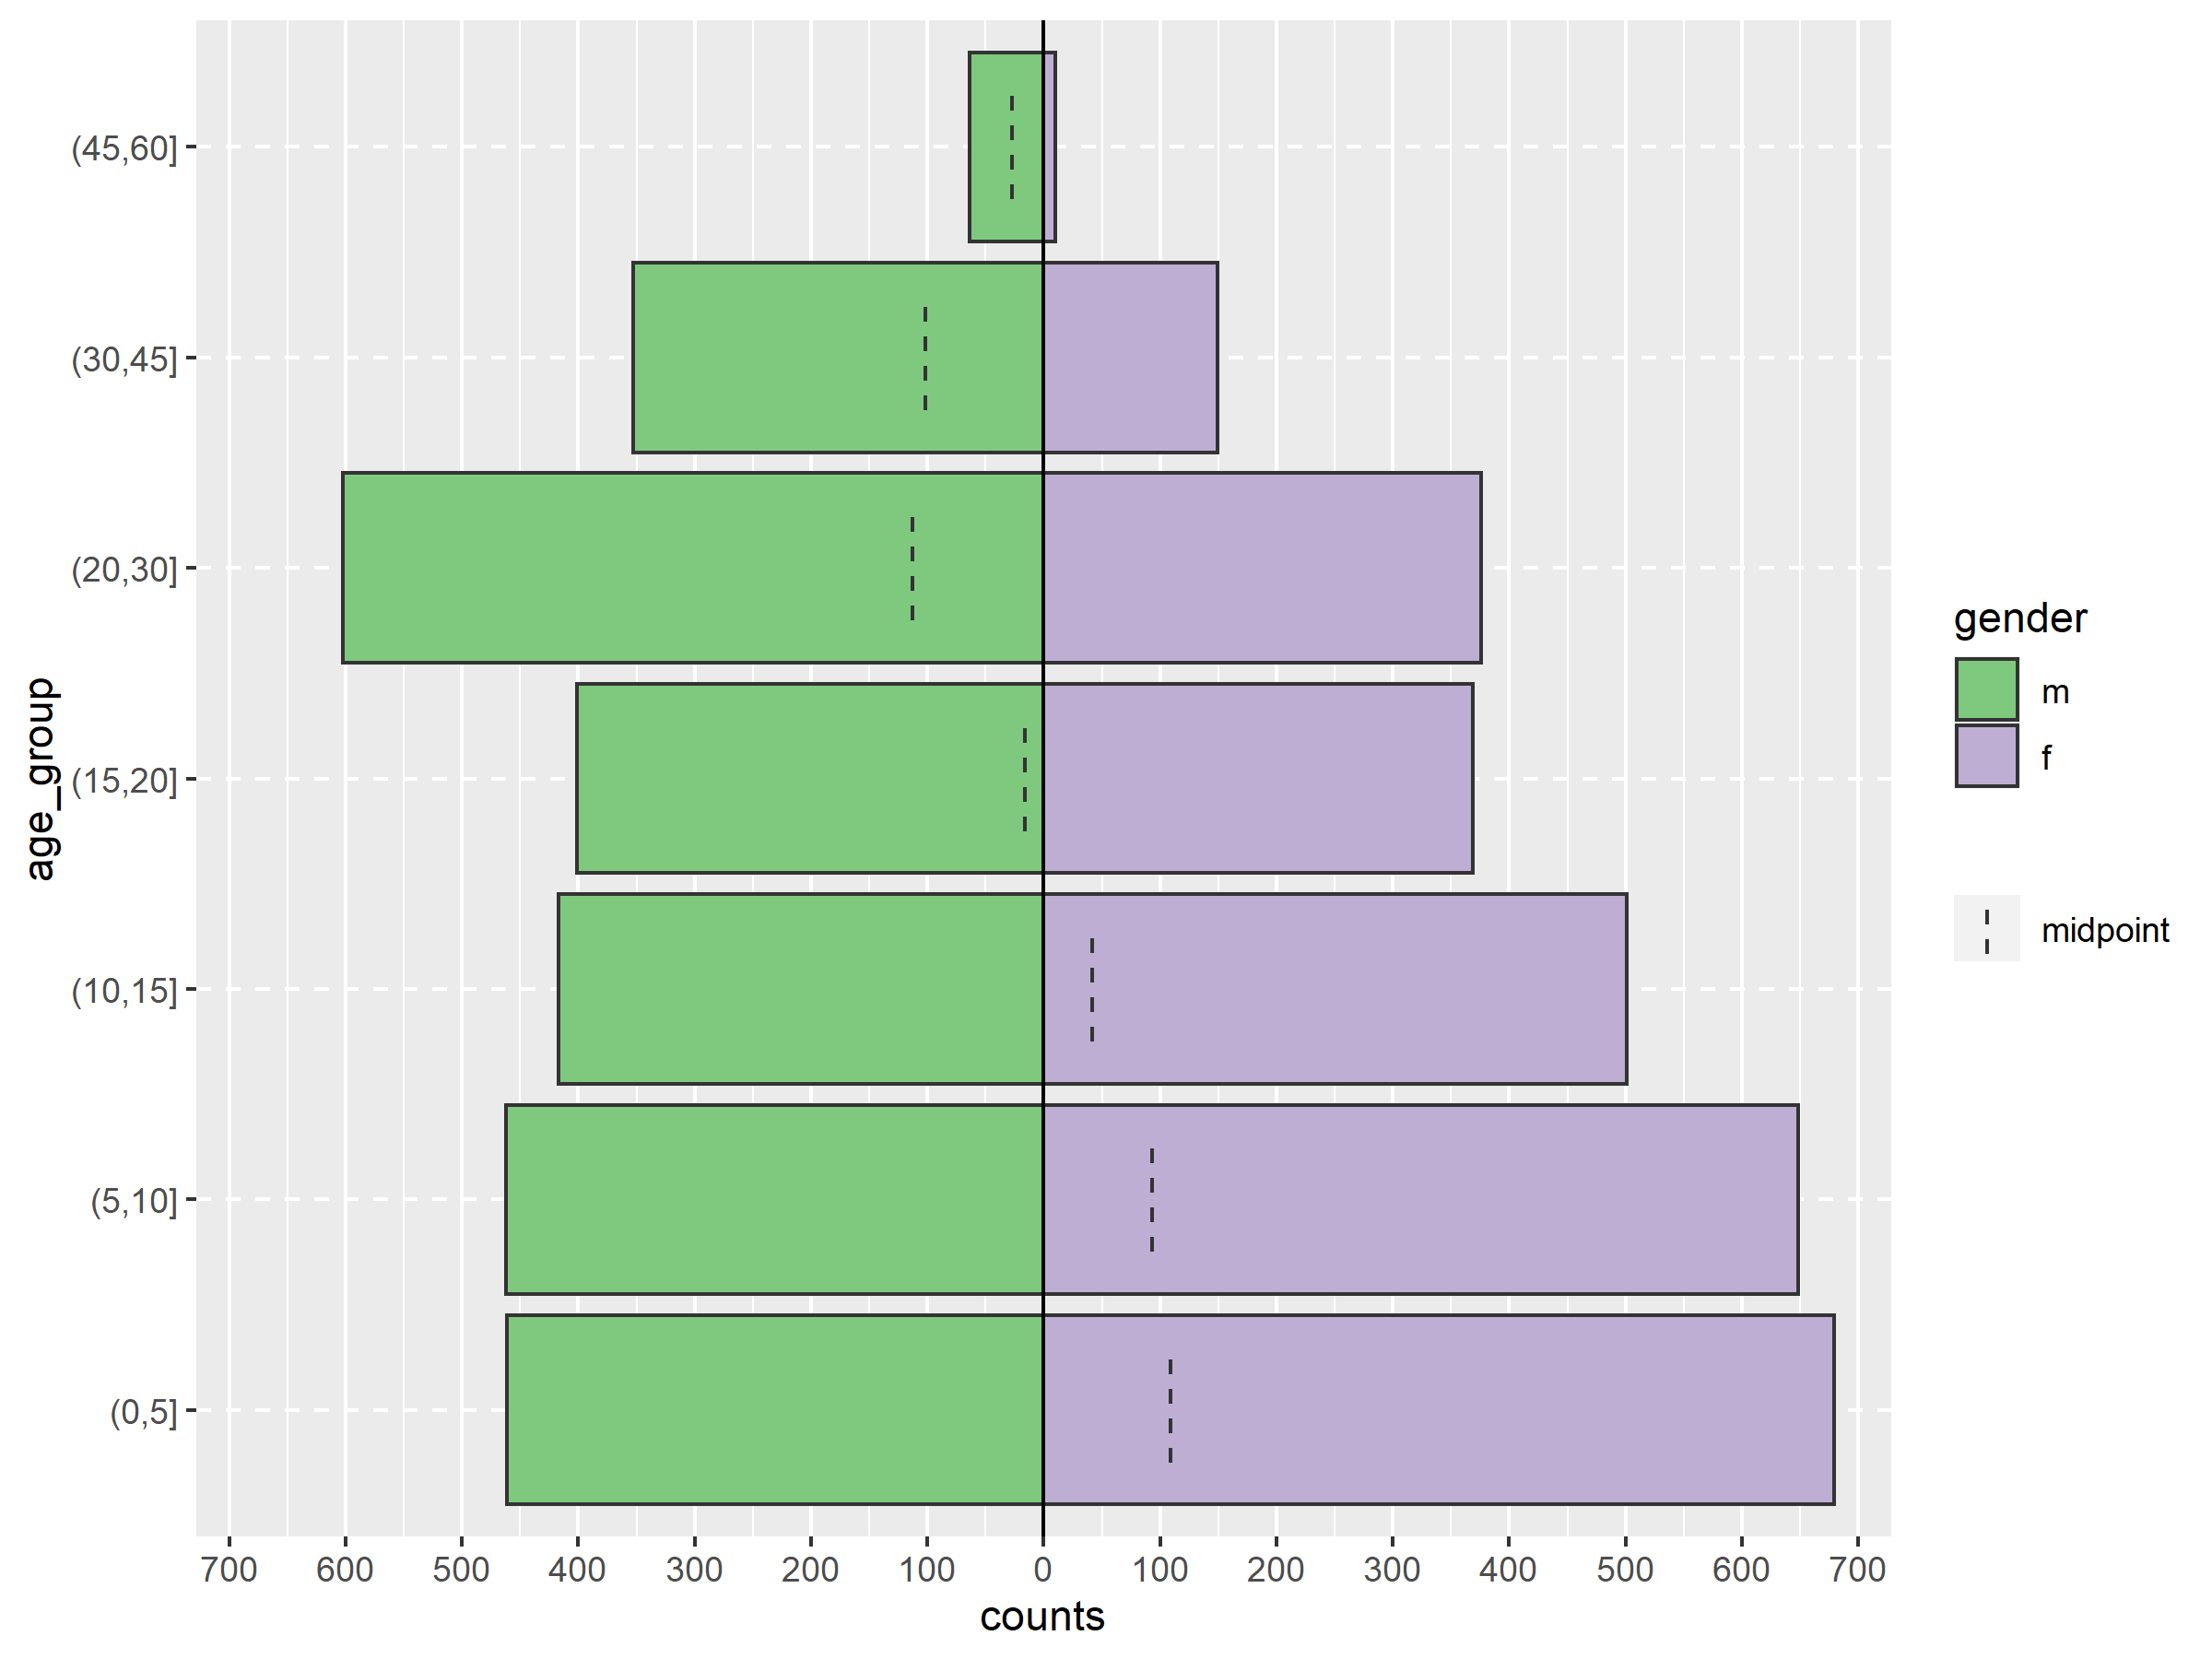 age_group
(45,60]
(30,45]
(20,30]
(15,20]
(10,15]
(5,10]
(0,5]
700 600 500 400 300 200 100 0 100 200 300 400 500 600 700
counts
gender
m
f
midpoint